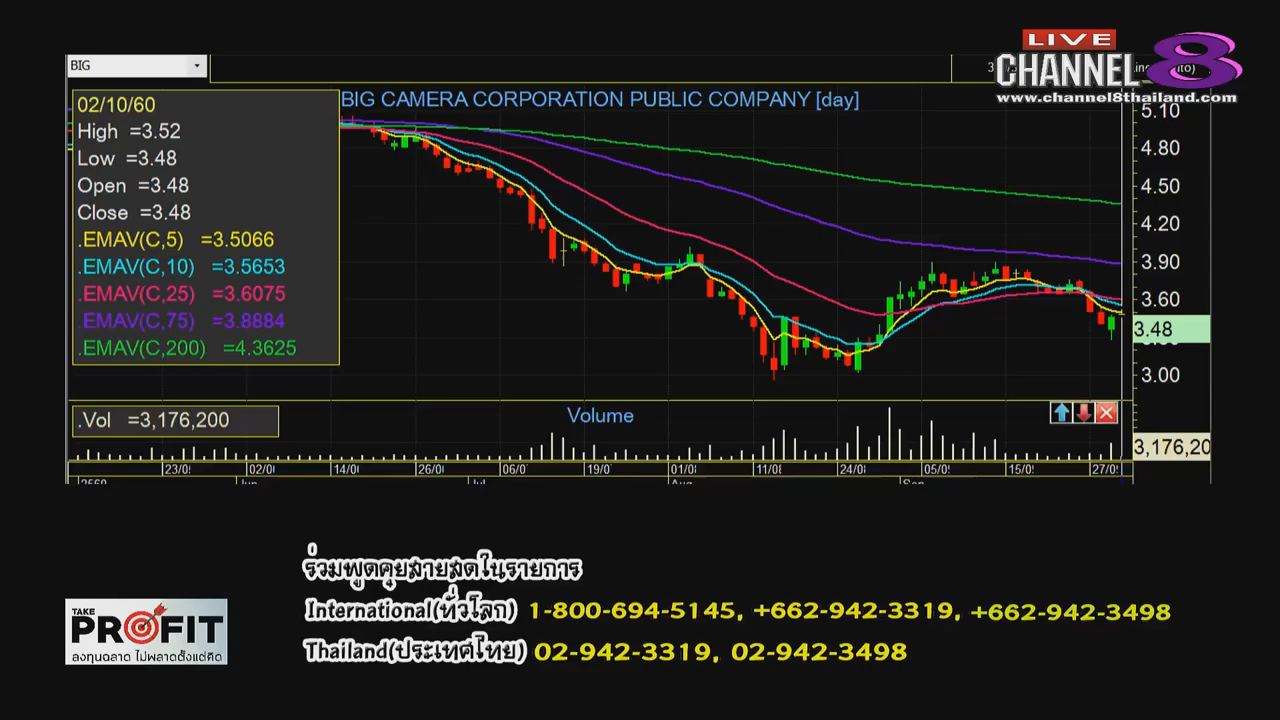 LIVE
CHANNEL 8
www.channel8thailand.com
BIG
02/10/60
High =3.52
Low =3.48
Open =3.48
Close =3.48
.EMAV(C,5) =3.5066
.EMAV(C,10) =3.5653
.EMAV(C,25) =3.6075
.EMAV(C,75) =3.8884
.EMAV(C,200) =4.3625
BIG CAMERA CORPORATION PUBLIC COMPANY [day]
5.10
4.80
4.50
4.20
3.90
3.60
3.48
3.00
.Vol =3,176,200
Volume
3,176,20
23/0 02/0 14/0 26/0 06/0 19/0 01/0 11/0 24/0 05/0 15/0 27/0
2560 Jun Jul Aug Sep
ร่วมพูดคุยสายสดในรายการ
International(ทั่วโลก) 1-800-694-5145, +662-942-3319, +662-942-3498
Thailand(ประเทศไทย) 02-942-3319, 02-942-3498
TAKE
PROFIT
ลงทุนฉลาด ไม่พลาดตั้งแต่คิด